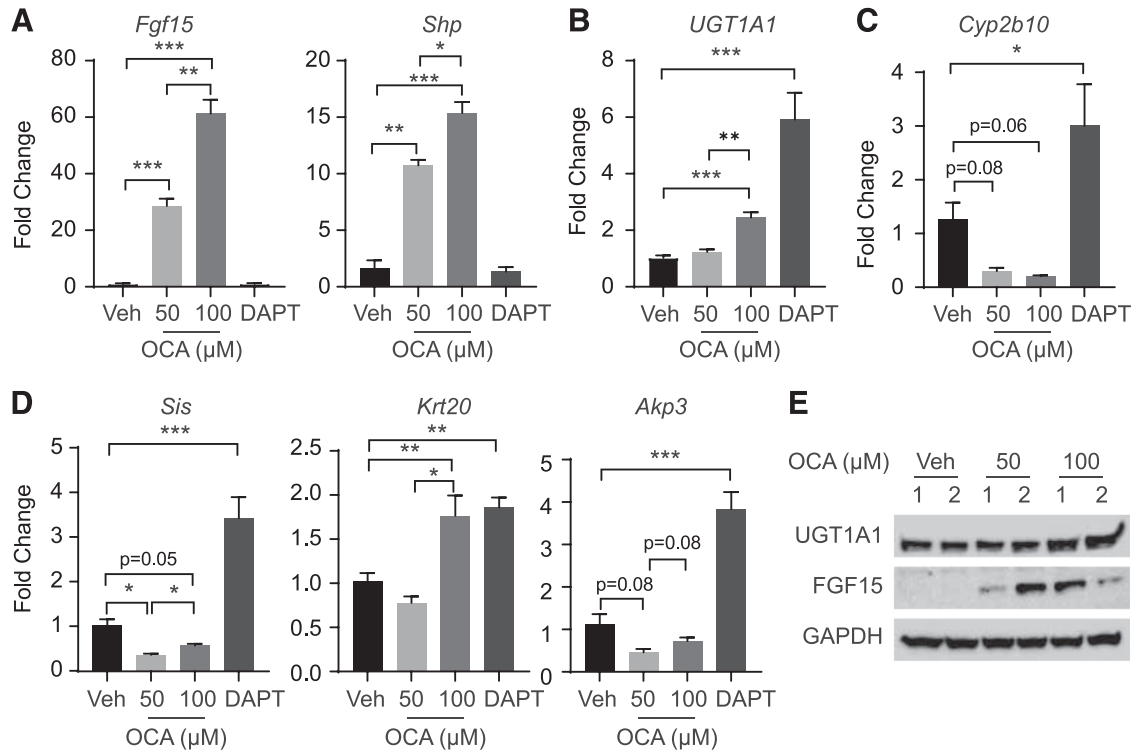 A
Fgf15
Fold Change
80
60
40
20
0
***
**
***
Veh 50 100 DAPT
OCA (µM)
Shp
20
15
10
5
0
*
***
**
Veh 50 100 DAPT
OCA (µM)
B
UGT1A1
Fold Change
8
6
4
2
0
***
**
***
Veh 50 100 DAPT
OCA (µM)
C
Cyp2b10
Fold Change
4
3
2
1
0
*
p=0.06
p=0.08
Veh 50 100 DAPT
OCA (µM)
D
Sis
Fold Change
5
4
3
2
1
0
***
p=0.05
* *
Veh 50 100 DAPT
OCA (µM)
Krt20
2.5
2.0
1.5
1.0
0.5
0.0
**
**
*
Veh 50 100 DAPT
OCA (µM)
Akp3
5
4
3
2
1
0
***
p=0.08
p=0.08
Veh 50 100 DAPT
OCA (µM)
E
OCA (µM) Veh 50 100
1 2 1 2 1 2
UGT1A1
FGF15
GAPDH